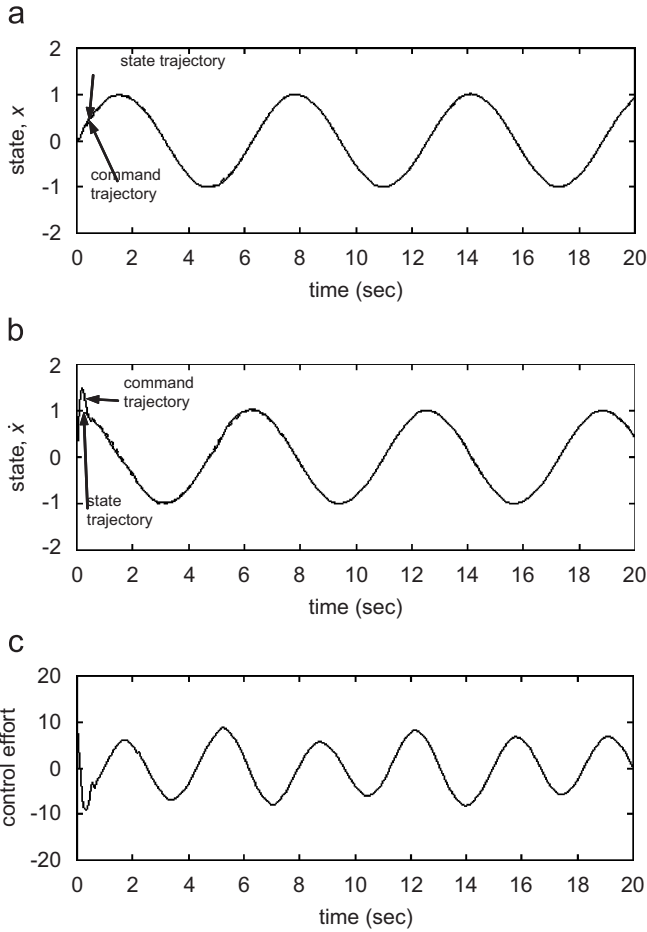 a
2
state trajectory
1
0
-1
-2
state, x
command
trajectory
0 2 4 6 8 10 12 14 16 18 20
time (sec)
b
2
command
trajectory
1
0
-1
-2
state, ẋ
state
trajectory
0 2 4 6 8 10 12 14 16 18 20
time (sec)
c
20
10
0
-10
-20
control effort
0 2 4 6 8 10 12 14 16 18 20
time (sec)